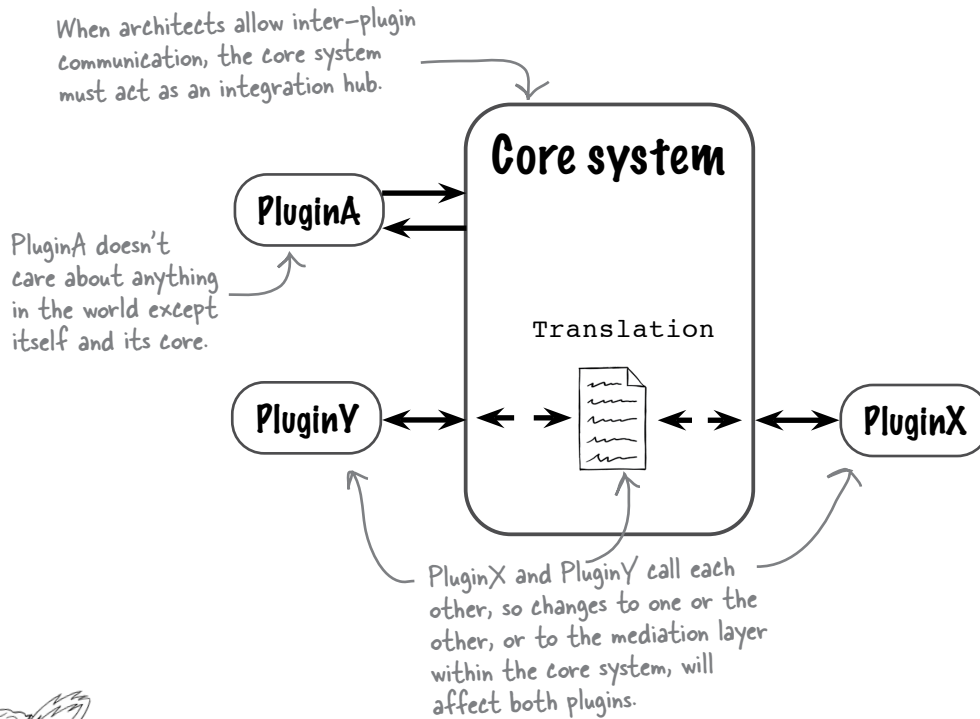 When architects allow inter-plugin
communication, the core system
must act as an integration hub.
Core system
PluginA
PluginA doesn't
care about anything
in the world except
itself and its core.
Translation
PluginY
PluginX
PluginX and PluginY call each
other, so changes to one or the
other, or to the mediation layer
within the core system, will
affect both plugins.